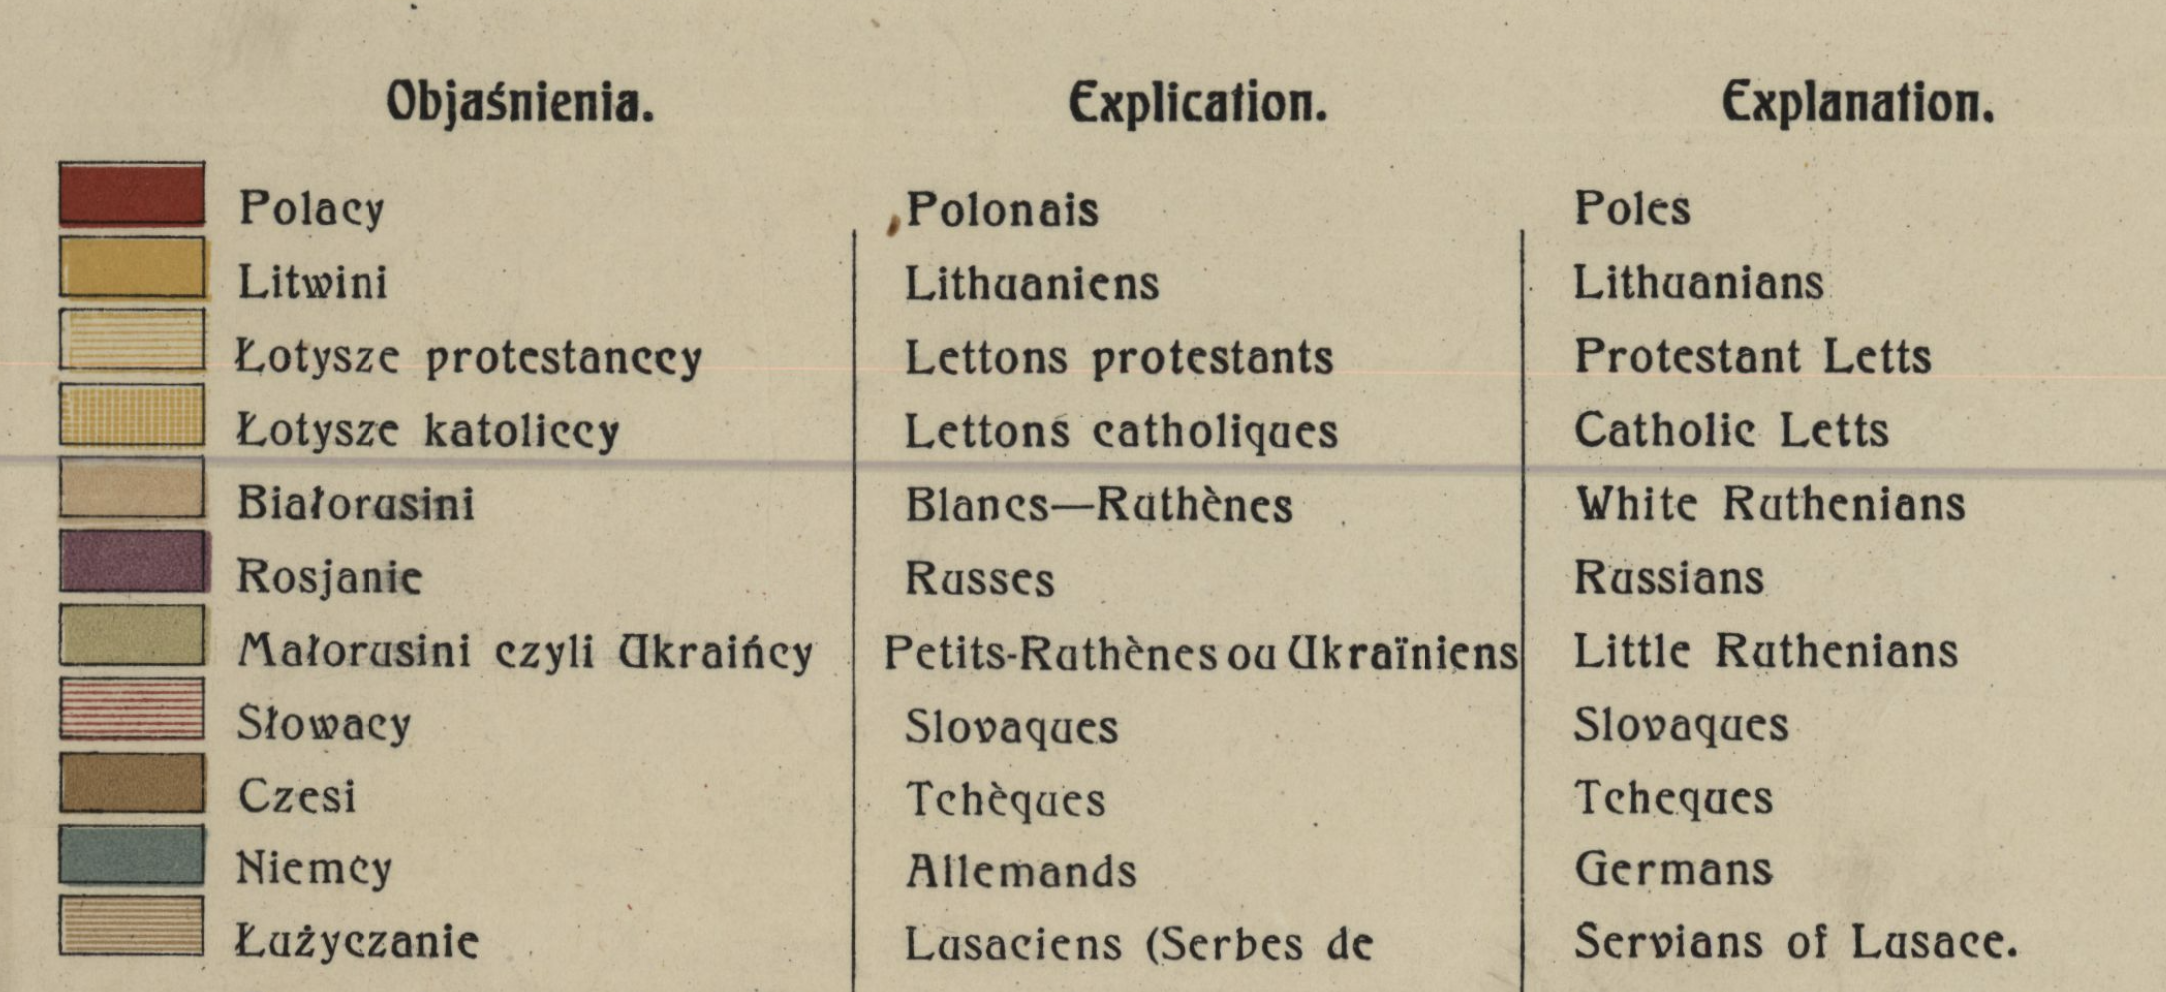 Objaśnienia.
Explication.
Explanation.
Polacy
Polonais
Poles
Litwini
Lithuaniens
Lithuanians
Łotysze protestanccy
Lettons protestants
Protestant Letts
Łotysze katoliccy
Lettons catholiques
Catholic Letts
Białorusini
Blancs—Ruthènes
White Ruthenians
Rosjanie
Russes
Russians
Małorusini czyli Ukraińcy
Petits-Ruthènes ou Ukraïniens
Little Ruthenians
Słowacy
Slovaques
Slovaques
Czesi
Tchèques
Tcheques
Niemcy
Allemands
Germans
Łużyczanie
Lusaciens (Serbes de
Servians of Lusace.